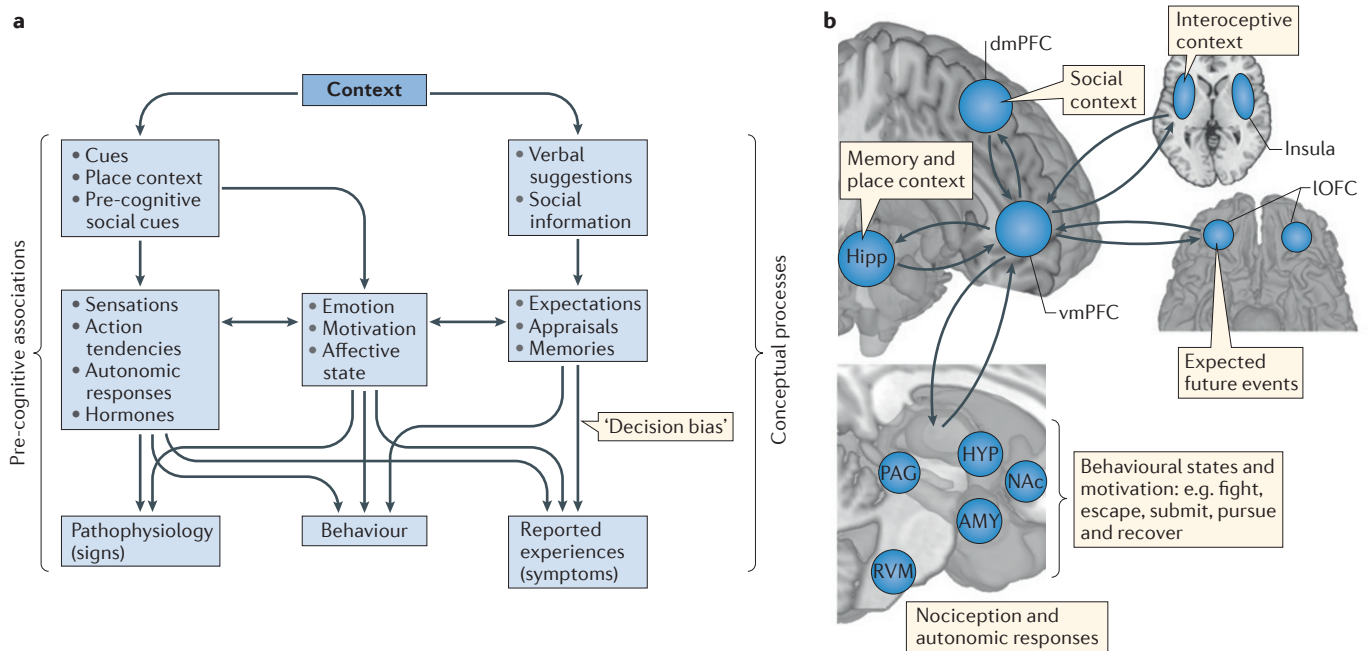 a
Context
• Cues
• Place context
• Pre-cognitive
social cues
• Verbal
suggestions
• Social
information
Pre-cognitive associations
• Sensations
• Action
tendencies
• Autonomic
responses
• Hormones
• Emotion
• Motivation
• Affective
state
• Expectations
• Appraisals
• Memories
Conceptual processes
'Decision bias'
Pathophysiology
(signs)
Behaviour
Reported
experiences
(symptoms)
b
dmPFC
Interoceptive
context
Social
context
Insula
Memory and
place context
lOFC
Hipp
vmPFC
Expected
future events
HYP
PAG
NAc
AMY
RVM
Behavioural states and
motivation: e.g. fight,
escape, submit, pursue
and recover
Nociception and
autonomic responses